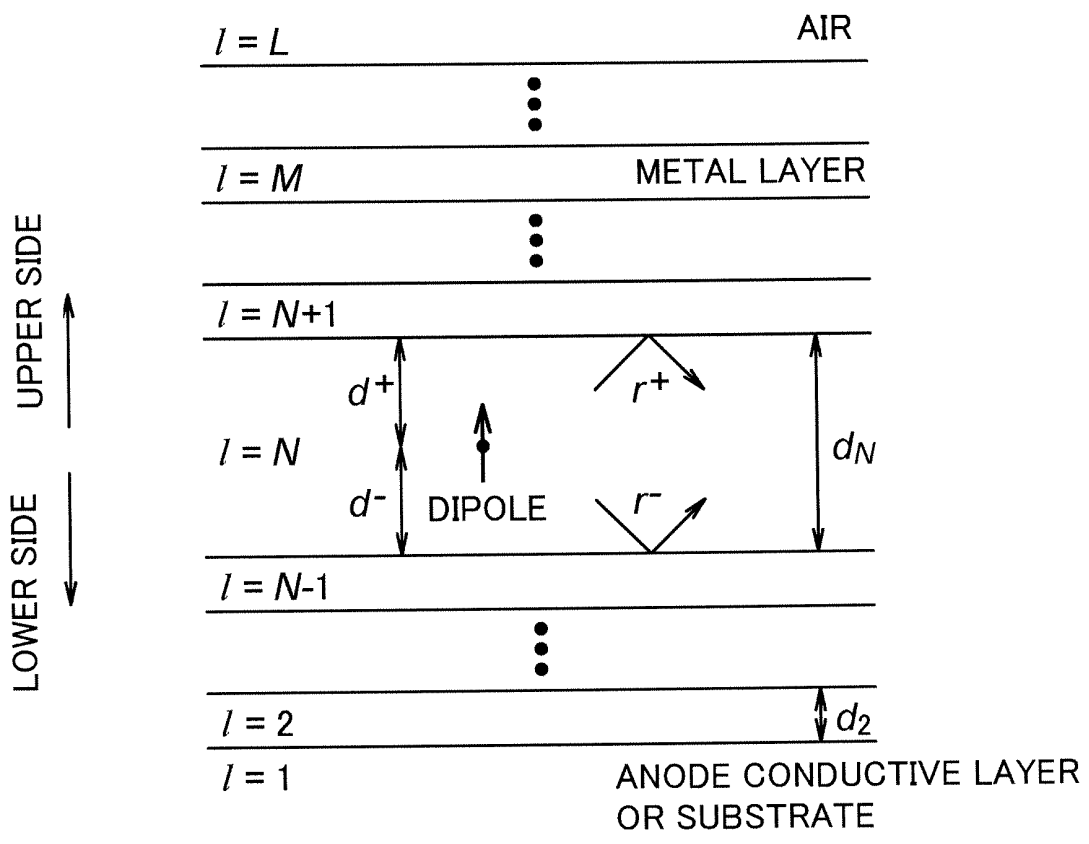 l = L AIR
l = M METAL LAYER
UPPER SIDE
l = N+1
d+ r+
l = N dN
d- DIPOLE r-
LOWER SIDE
l = N-1
l = 2 d2
l = 1 ANODE CONDUCTIVE LAYER
OR SUBSTRATE